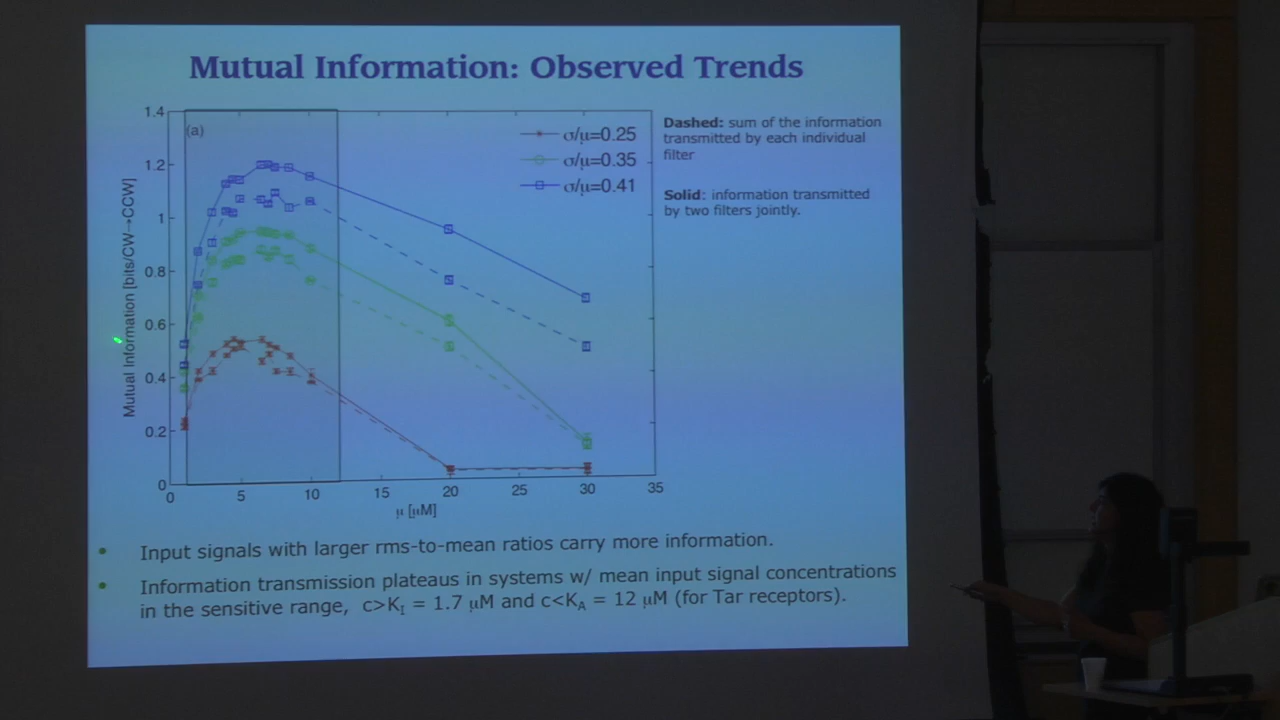 Mutual Information: Observed Trends
1.4
1.2
1
0.8
0.6
0.4
0.2
0
Mutual Information [bits/CW→CCW]
(a)
σ/μ=0.25
σ/μ=0.35
σ/μ=0.41
0
5
10
15
20
25
30
35
μ [μM]
Dashed: sum of the information
transmitted by each individual
filter
Solid: information transmitted
by two filters jointly.
• Input signals with larger rms-to-mean ratios carry more information.
• Information transmission plateaus in systems w/ mean input signal concentrations
in the sensitive range, c>K_I = 1.7 μM and c<K_A = 12 μM (for Tar receptors).